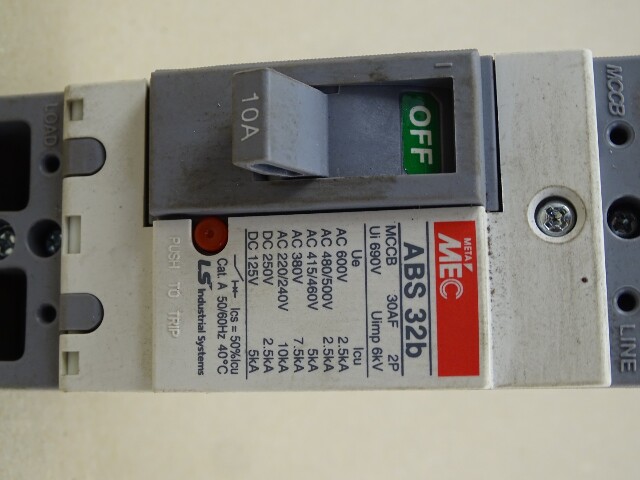 MCCB
LINE
I
OFF
10A
META
MEC
ABS 32b
MCCB 30AF 2P
Ui 690V Uimp 6kV
Ue Icu
AC 600V 2.5kA
AC 480/500V 2.5kA
AC 415/460V 5kA
AC 380V 7.5kA
AC 220/240V 10kA
DC 250V 2.5kA
DC 125V 5kA
Ics = 50%Icu
Cat. A 50/60Hz 40°C
LS Industrial Systems
PUSH TO TRIP
LOAD